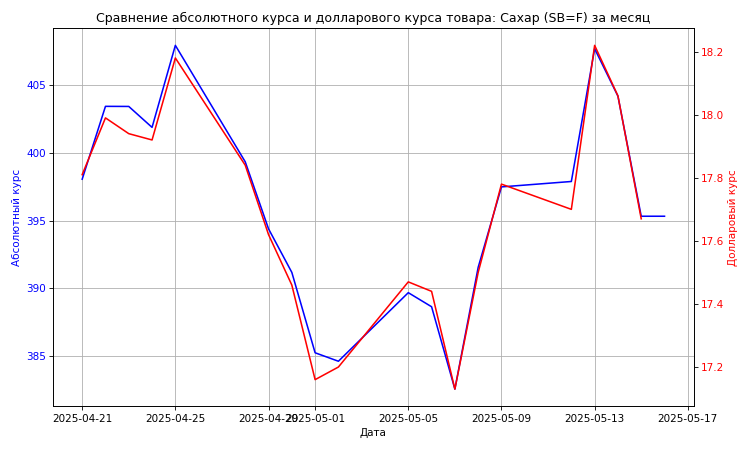 Сравнение абсолютного курса и долларового курса товара: Сахар (SB=F) за месяц
405
400
395
390
385
Абсолютный курс
18.2
18.0
17.8
17.6
17.4
17.2
Долларовый курс
2025-04-21 2025-04-25 2025-04-29 2025-05-01 2025-05-05 2025-05-09 2025-05-13 2025-05-17
Дата